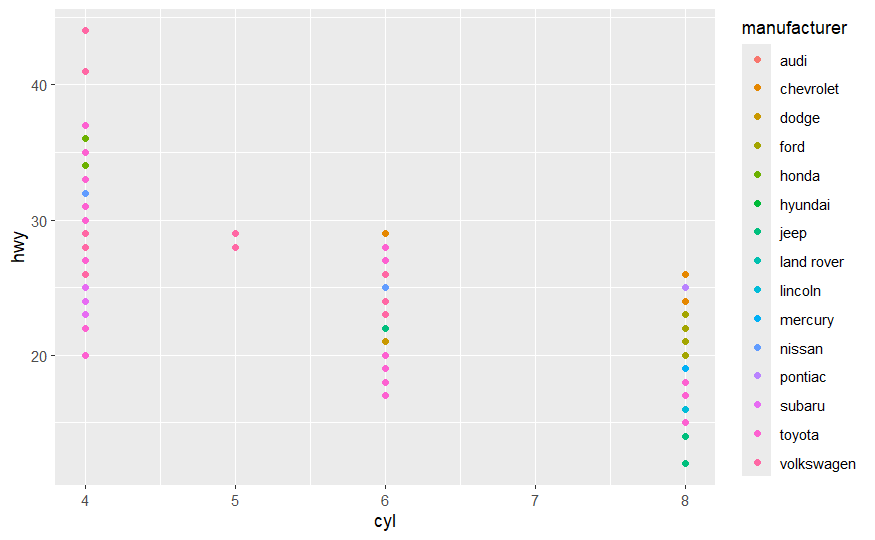 manufacturer
audi
chevrolet
dodge
ford
honda
hyundai
jeep
land rover
lincoln
mercury
nissan
pontiac
subaru
toyota
volkswagen
hwy
40
30
20
4 5 6 7 8
cyl